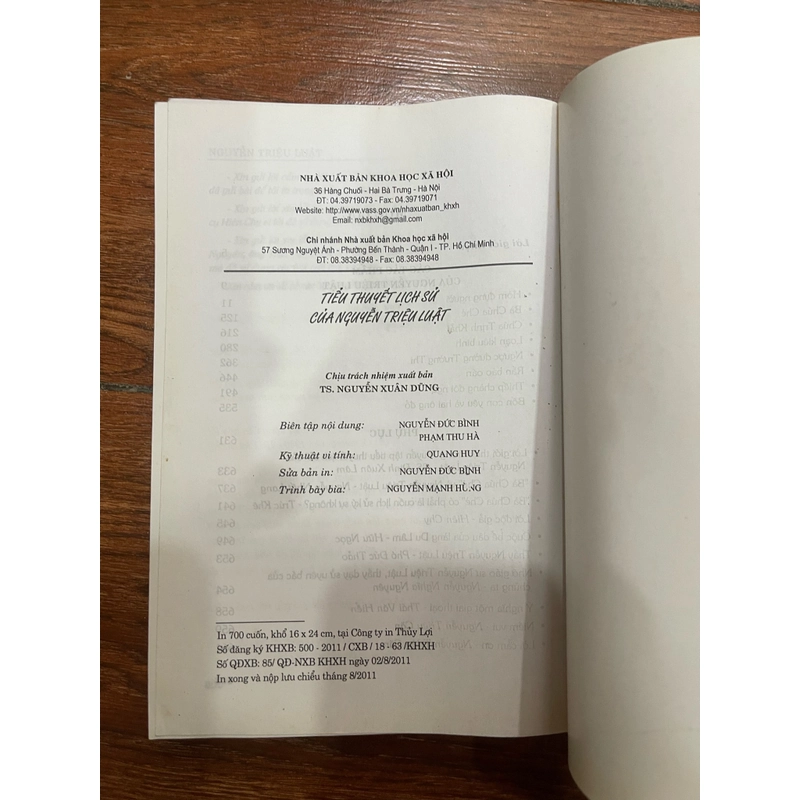 NHÀ XUẤT BẢN KHOA HỌC XÃ HỘI
36 Hàng Chuối - Hai Bà Trưng - Hà Nội
ĐT: 04.39719073 - Fax: 04.39719071
Website: http://www.vass.gov.vn/nhaxuatban_khxh
Email: nxbkhxh@gmail.com
Chi nhánh Nhà xuất bản Khoa học xã hội
57 Sương Nguyệt Ánh - Phường Bến Thành - Quận I - TP. Hồ Chí Minh
ĐT: 08.38394948 - Fax: 08.38394948
TIỂU THUYẾT LỊCH SỬ
CỦA NGUYỄN TRIỆU LUẬT
Chịu trách nhiệm xuất bản
TS. NGUYỄN XUÂN DŨNG
Biên tập nội dung: NGUYỄN ĐỨC BÌNH
PHẠM THU HÀ
Kỹ thuật vi tính: QUANG HUY
Sửa bản in: NGUYỄN ĐỨC BÌNH
Trình bày bìa: NGUYỄN MẠNH HÙNG
In 700 cuốn, khổ 16 x 24 cm, tại Công ty in Thủy Lợi
Số đăng ký KHXB: 500 - 2011 / CXB / 18 - 63 /KHXH
Số QĐXB: 85/ QĐ-NXB KHXH ngày 02/8/2011
In xong và nộp lưu chiểu tháng 8/2011